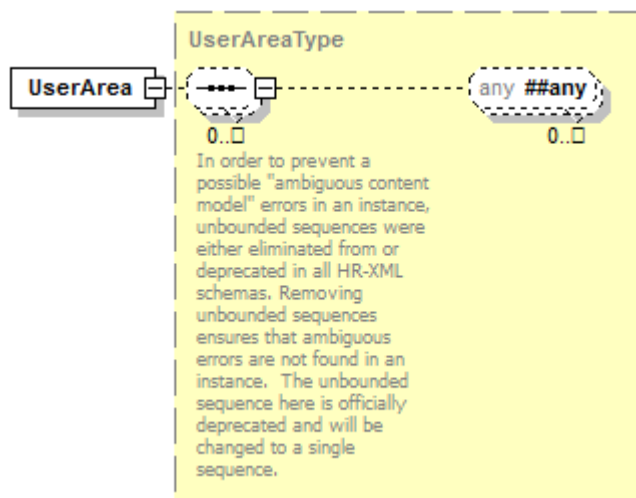 UserAreaType
UserArea
any ##any
0..□
0..□
In order to prevent a
possible "ambiguous content
model" errors in an instance,
unbounded sequences were
either eliminated from or
deprecated in all HR-XML
schemas. Removing
unbounded sequences
ensures that ambiguous
errors are not found in an
instance.  The unbounded
sequence here is officially
deprecated and will be
changed to a single
sequence.